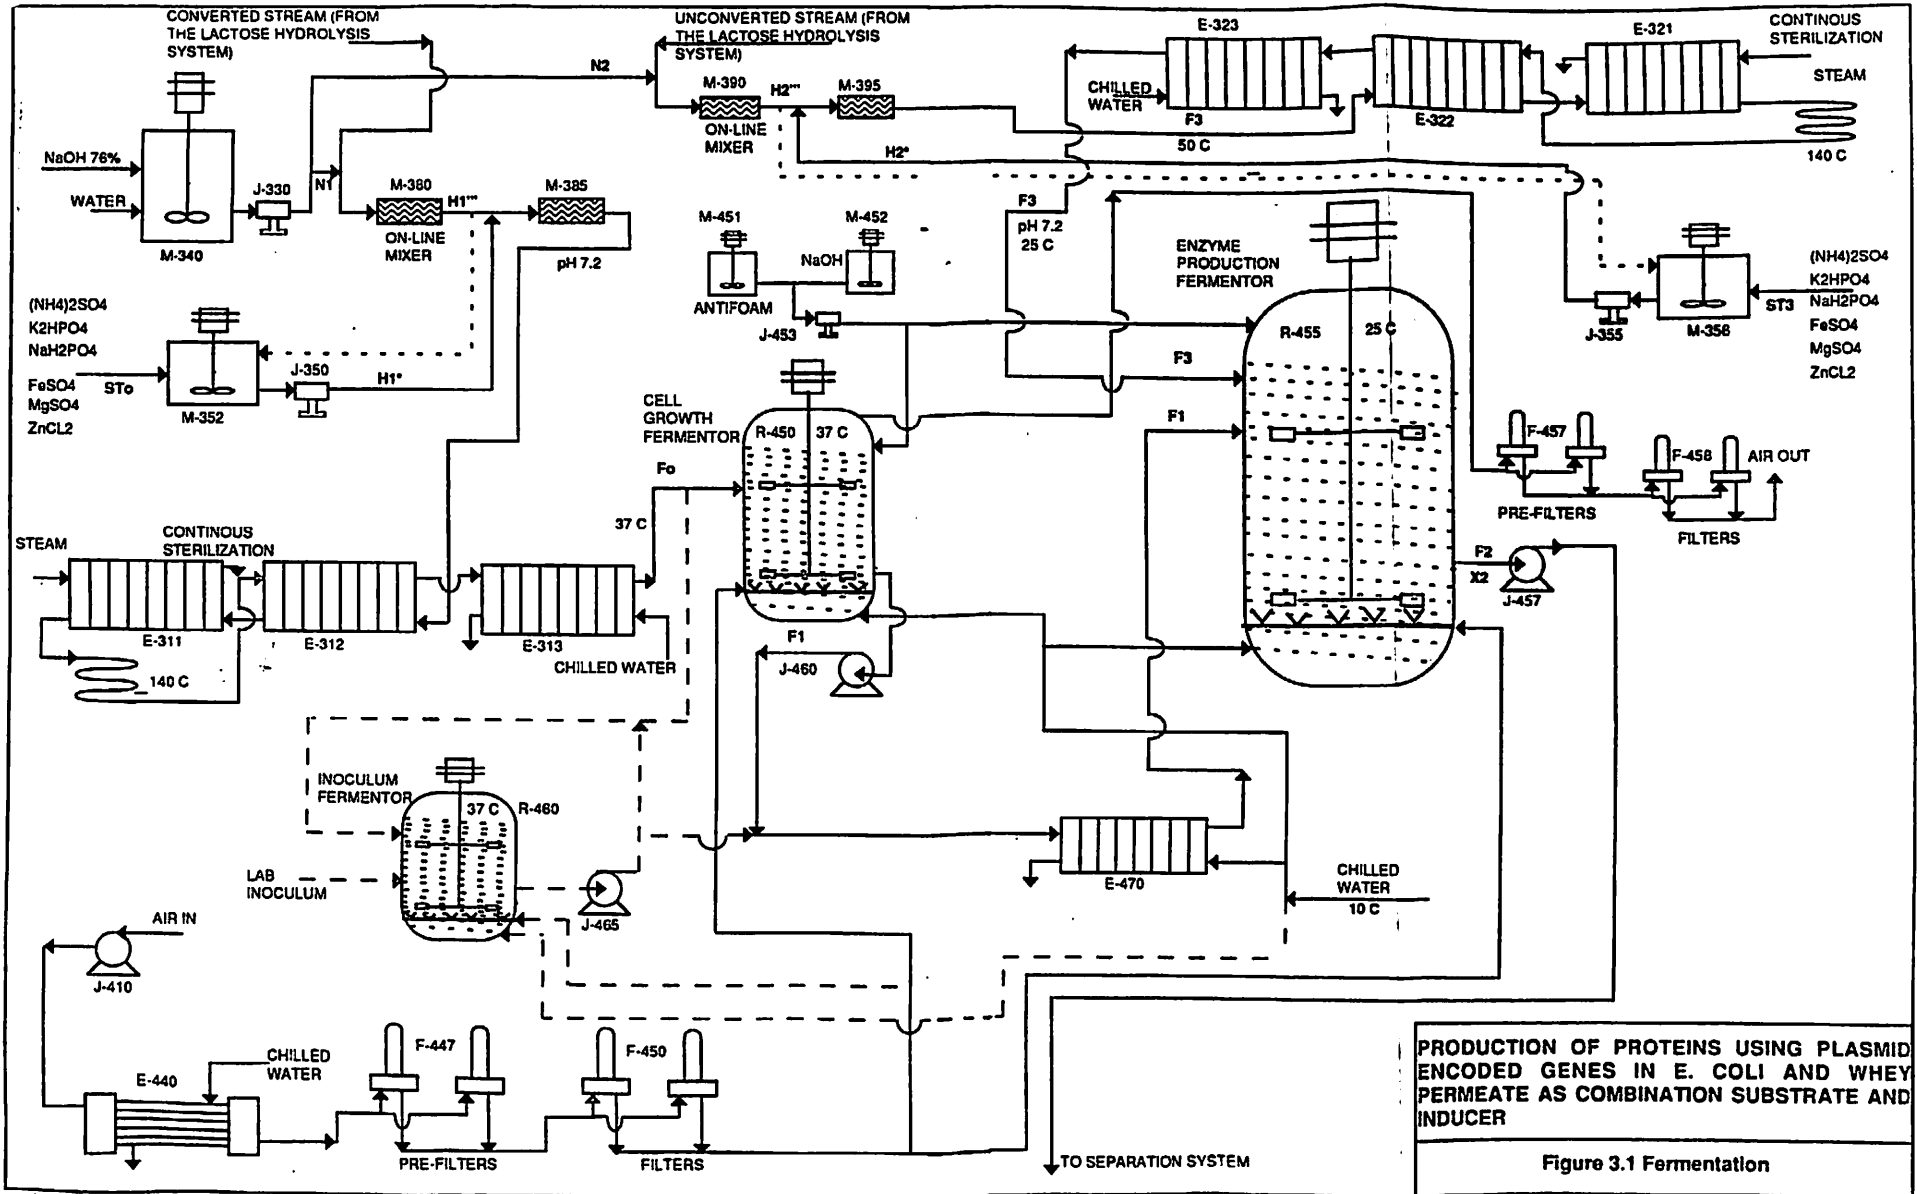 CONVERTED STREAM (FROM
THE LACTOSE HYDROLYSIS
SYSTEM)
UNCONVERTED STREAM (FROM
THE LACTOSE HYDROLYSIS
SYSTEM)
N2
M-390
H2'''
M-395
ON-LINE
MIXER
E-323
CHILLED
WATER
F3
50 C
E-322
E-321
CONTINOUS
STERILIZATION
STEAM
140 C
H2*
NaOH 76%
WATER
M-340
J-330
N1
M-380
H1'''
M-385
ON-LINE
MIXER
pH 7.2
(NH4)2SO4
K2HPO4
NaH2PO4
FeSO4
MgSO4
ZnCL2
STo
M-352
J-350
H1*
M-451
M-452
NaOH
ANTIFOAM
J-453
F3
pH 7.2
25 C
ENZYME
PRODUCTION
FERMENTOR
R-455
25 C
F3
F1
J-355
M-356
ST3
(NH4)2SO4
K2HPO4
NaH2PO4
FeSO4
MgSO4
ZnCL2
CELL
GROWTH
FERMENTOR
R-450
37 C
Fo
37 C
F-457
F-458
AIR OUT
PRE-FILTERS
FILTERS
F2
X2
J-457
STEAM
CONTINOUS
STERILIZATION
E-311
E-312
E-313
CHILLED WATER
140 C
F1
J-460
INOCULUM
FERMENTOR
37 C
R-460
LAB
INOCULUM
J-465
E-470
CHILLED
WATER
10 C
AIR IN
J-410
E-440
CHILLED
WATER
F-447
F-450
PRE-FILTERS
FILTERS
TO SEPARATION SYSTEM
PRODUCTION OF PROTEINS USING PLASMID
ENCODED GENES IN E. COLI AND WHEY
PERMEATE AS COMBINATION SUBSTRATE AND
INDUCER
Figure 3.1 Fermentation